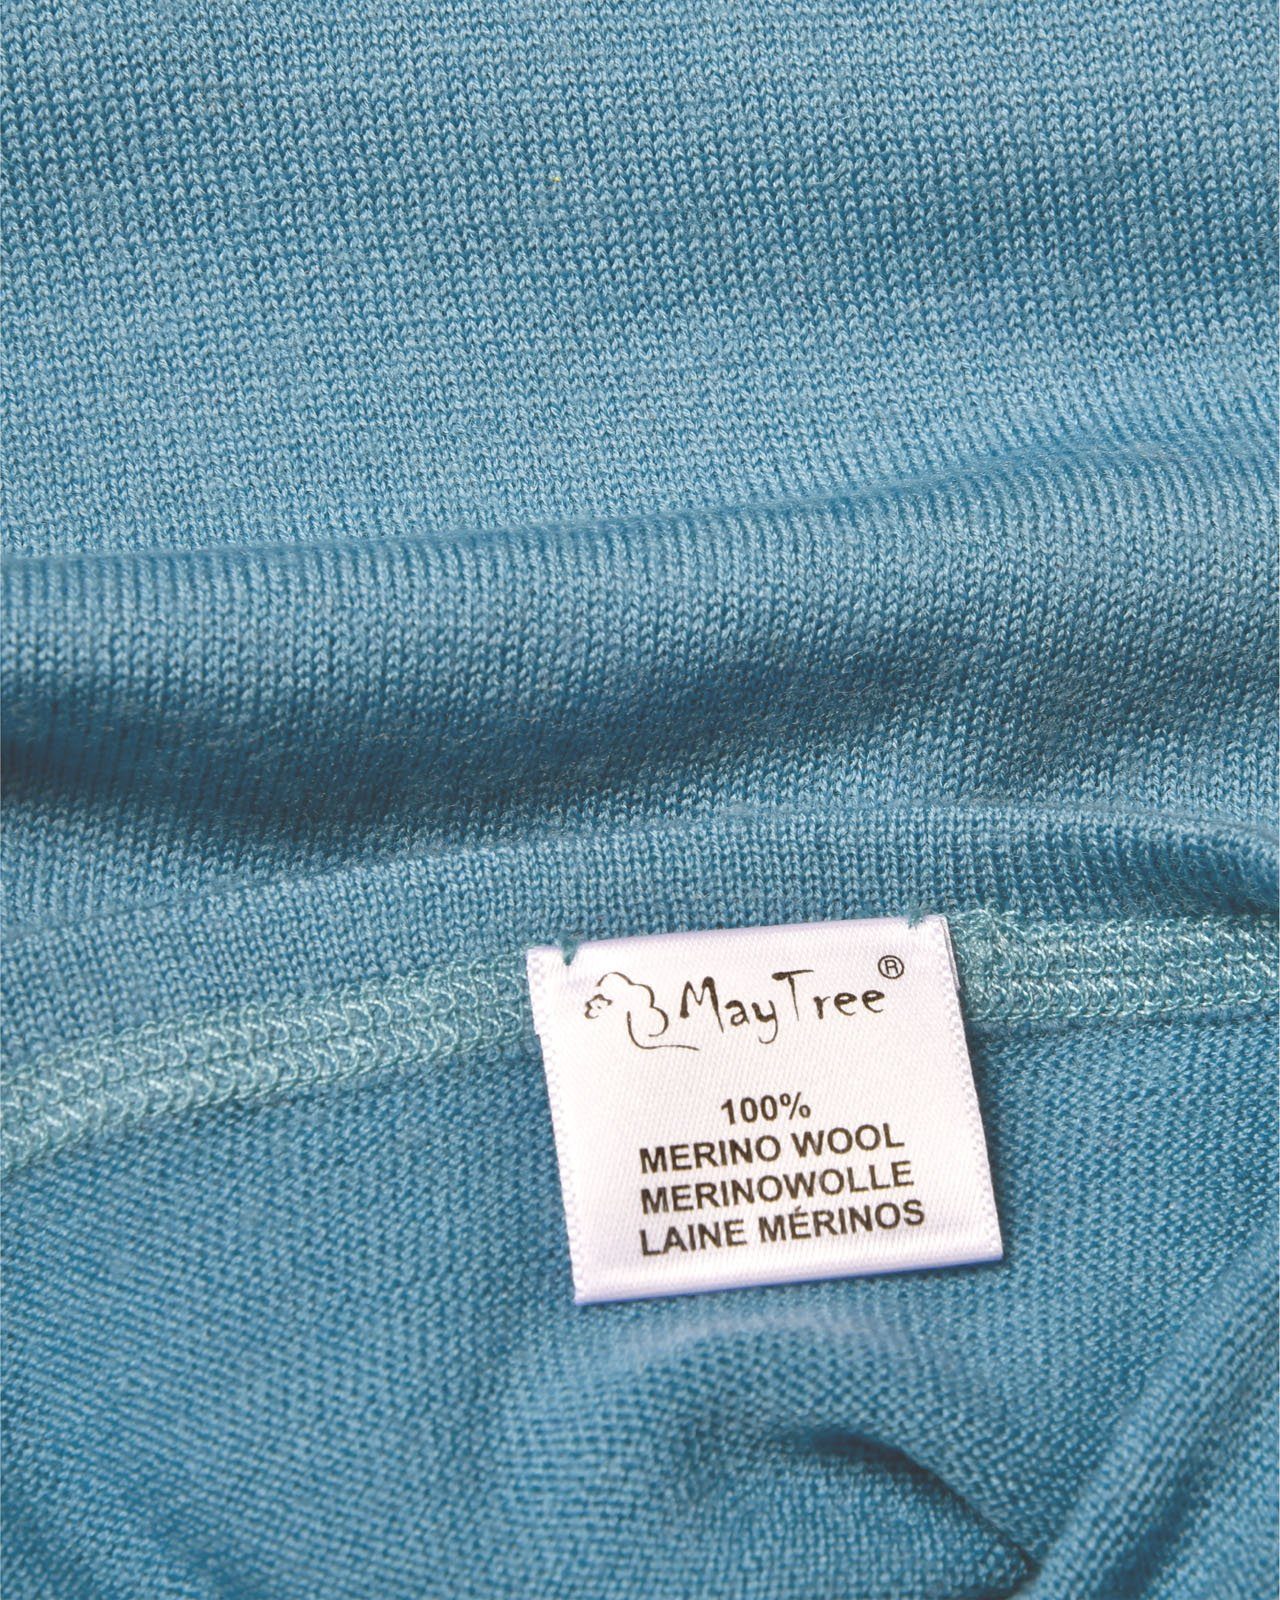 MayTree®
100%
MERINO WOOL
MERINOWOLLE
LAINE MÉRINOS